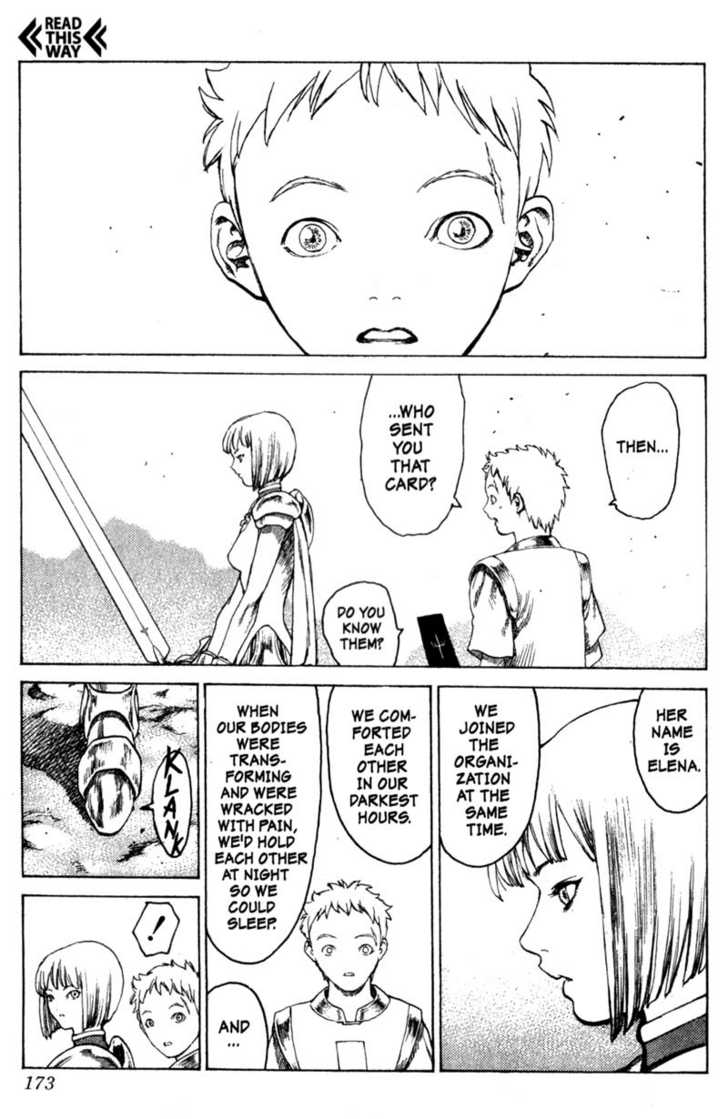 READ
THIS
WAY
THEN...
...WHO
SENT
YOU
THAT
CARD?
DO YOU
KNOW
THEM?
HER
NAME
IS
ELENA.
WE
JOINED
THE
ORGANI-
ZATION
AT THE
SAME
TIME.
WE COM-
FORTED
EACH
OTHER
IN OUR
DARKEST
HOURS.
WHEN
OUR BODIES
WERE
TRANS-
FORMING
AND WERE
WRACKED
WITH PAIN,
WE'D HOLD
EACH OTHER
AT NIGHT
SO WE
COULD
SLEEP.
AND
...
KLANK
!
173